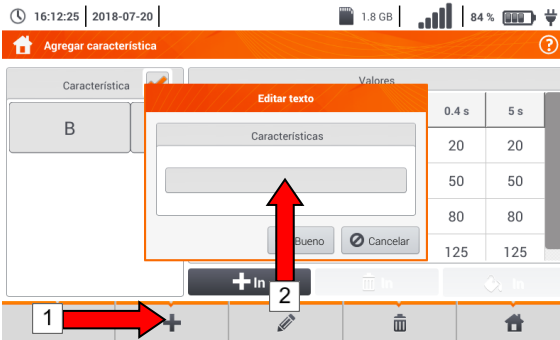 16:12:25 2018-07-20 1.8 GB 84 %
Agregar característica
Característica
Valores
Editar texto
0.4 s 5 s
B
Características
20 20
50 50
80 80
Bueno Cancelar
125 125
In In In
1
2